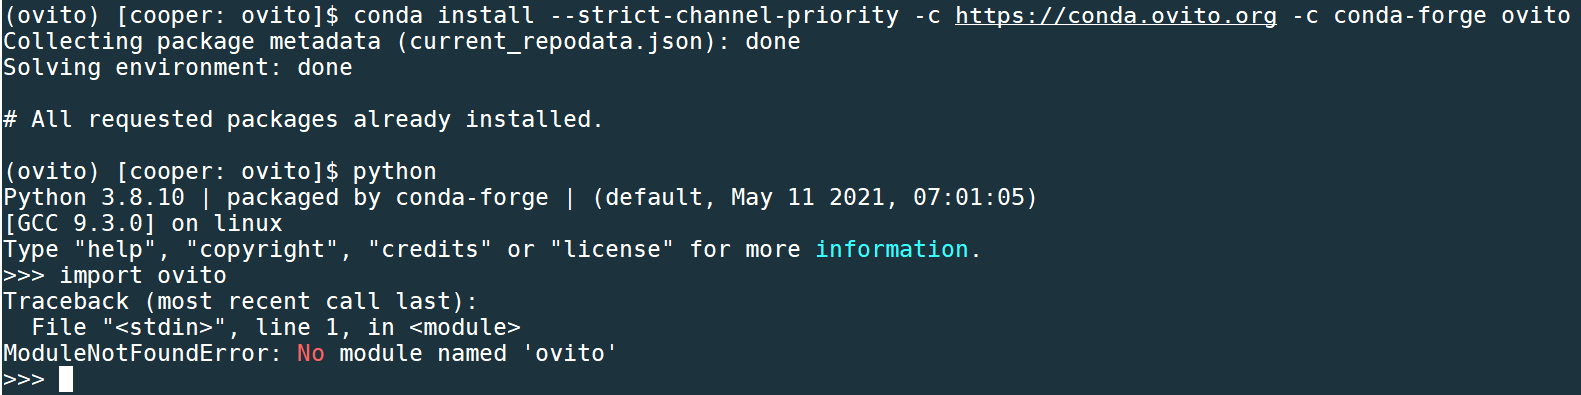 (ovito) [cooper: ovito]$ conda install --strict-channel-priority -c https://conda.ovito.org -c conda-forge ovito
Collecting package metadata (current_repodata.json): done
Solving environment: done
# All requested packages already installed.
(ovito) [cooper: ovito]$ python
Python 3.8.10 | packaged by conda-forge | (default, May 11 2021, 07:01:05)
[GCC 9.3.0] on linux
Type "help", "copyright", "credits" or "license" for more information.
>>> import ovito
Traceback (most recent call last):
  File "<stdin>", line 1, in <module>
ModuleNotFoundError: No module named 'ovito'
>>>